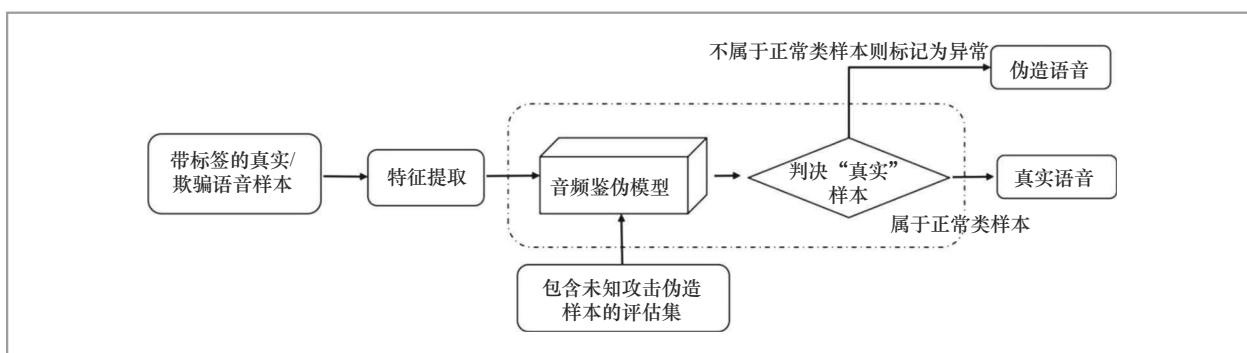 不属于正常类样本则标记为异常
伪造语音
带标签的真实/
欺骗语音样本
特征提取
音频鉴伪模型
判决“真实”
样本
真实语音
属于正常类样本
包含未知攻击伪造
样本的评估集